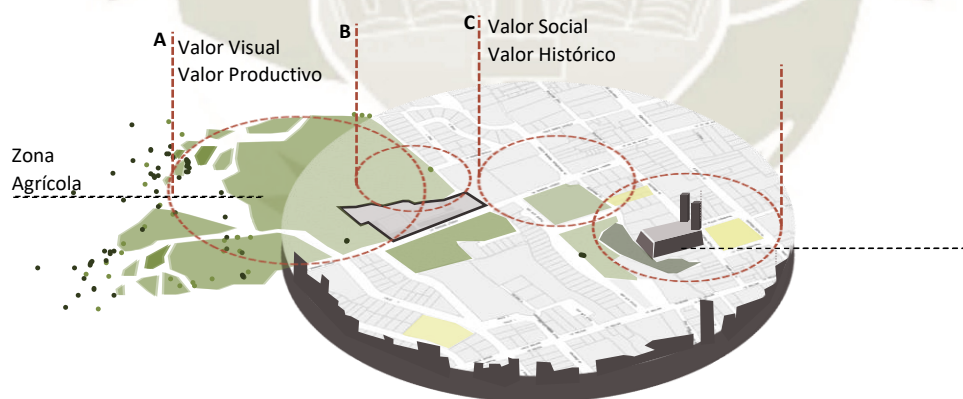 A
Valor Visual
Valor Productivo
B
C
Valor Social
Valor Histórico
Zona
Agrícola